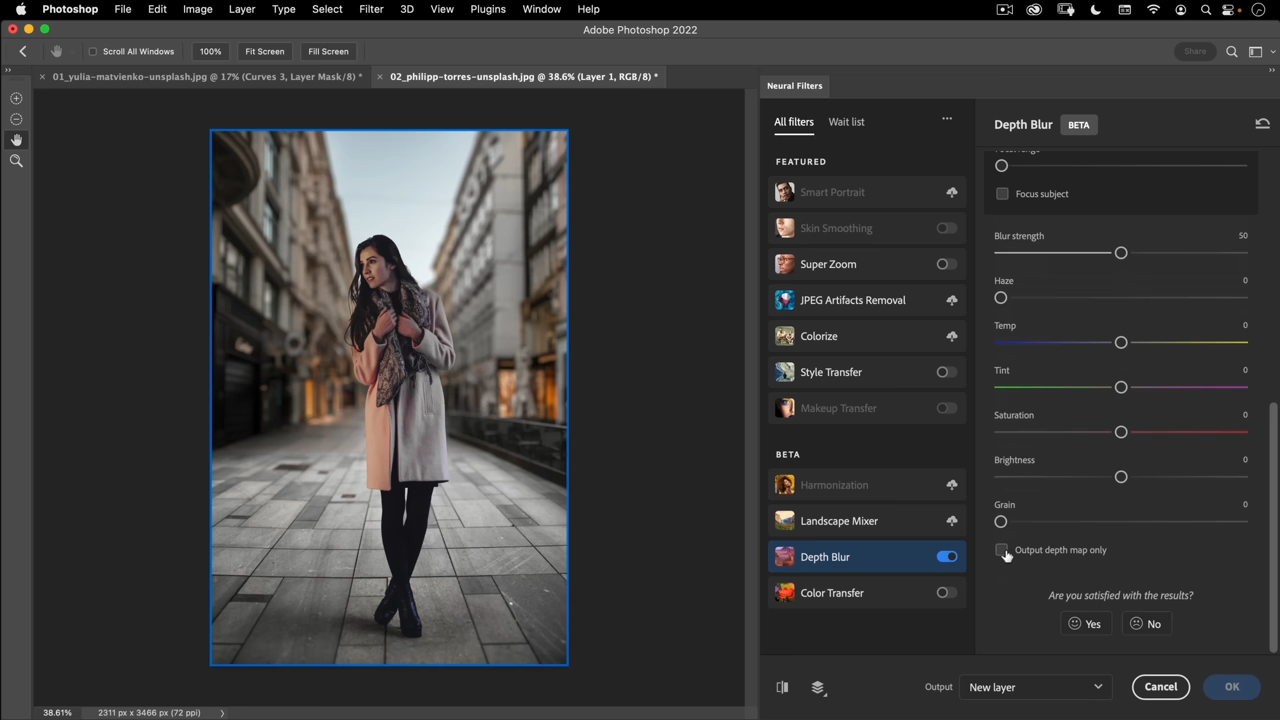 Photoshop File Edit Image Layer Type Select Filter 3D View Plugins Window Help
Adobe Photoshop 2022
Scroll All Windows 100% Fit Screen Fill Screen Share
01_yulia-matvienko-unsplash.jpg @ 17% (Curves 3, Layer Mask/8) * 02_philipp-torres-unsplash.jpg @ 38.6% (Layer 1, RGB/8) *
Neural Filters
All filters Wait list
FEATURED
Smart Portrait
Skin Smoothing
Super Zoom
JPEG Artifacts Removal
Colorize
Style Transfer
Makeup Transfer
BETA
Harmonization
Landscape Mixer
Depth Blur
Color Transfer
Depth Blur BETA
Focus range
Focus subject
Blur strength 50
Haze 0
Temp 0
Tint 0
Saturation 0
Brightness 0
Grain 0
Output depth map only
Are you satisfied with the results?
Yes No
Output New layer Cancel OK
38.61% 2311 px x 3466 px (72 ppi)